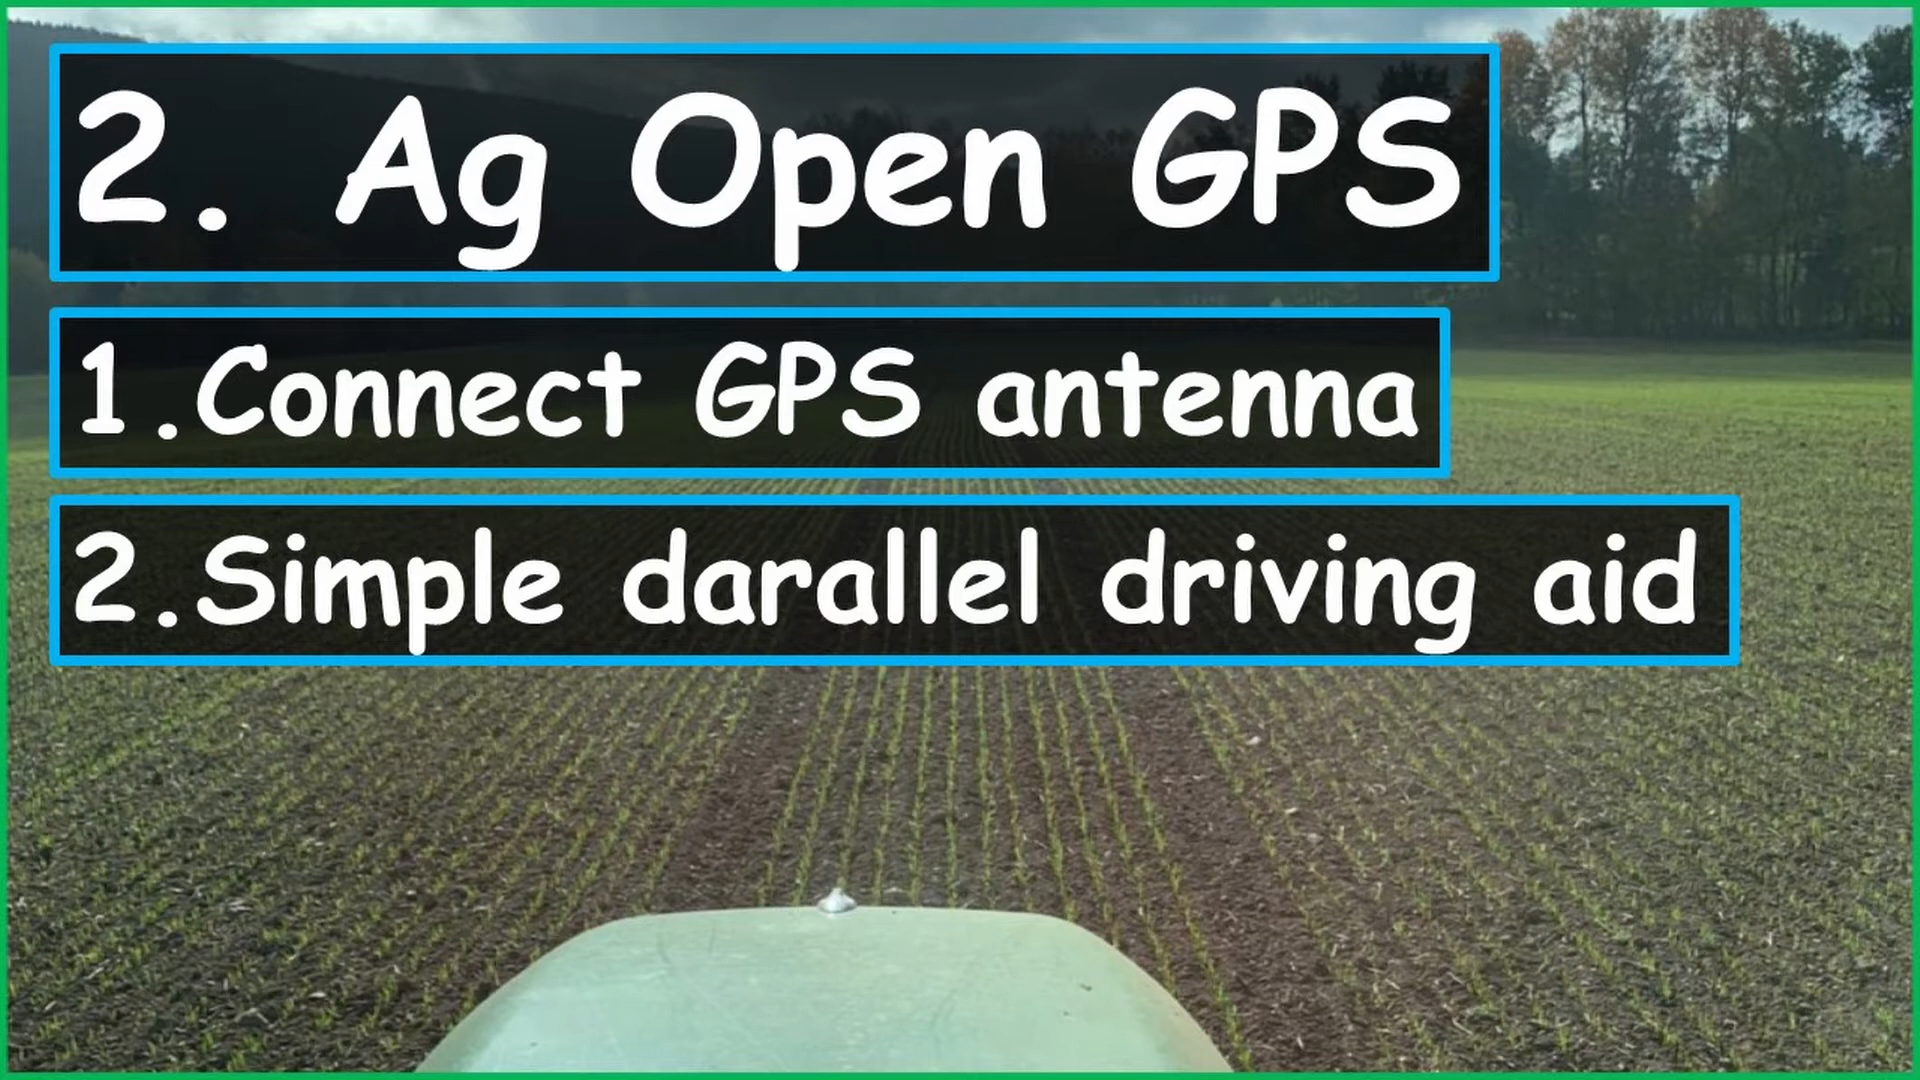 2. Ag Open GPS
1.Connect GPS antenna
2.Simple darallel driving aid